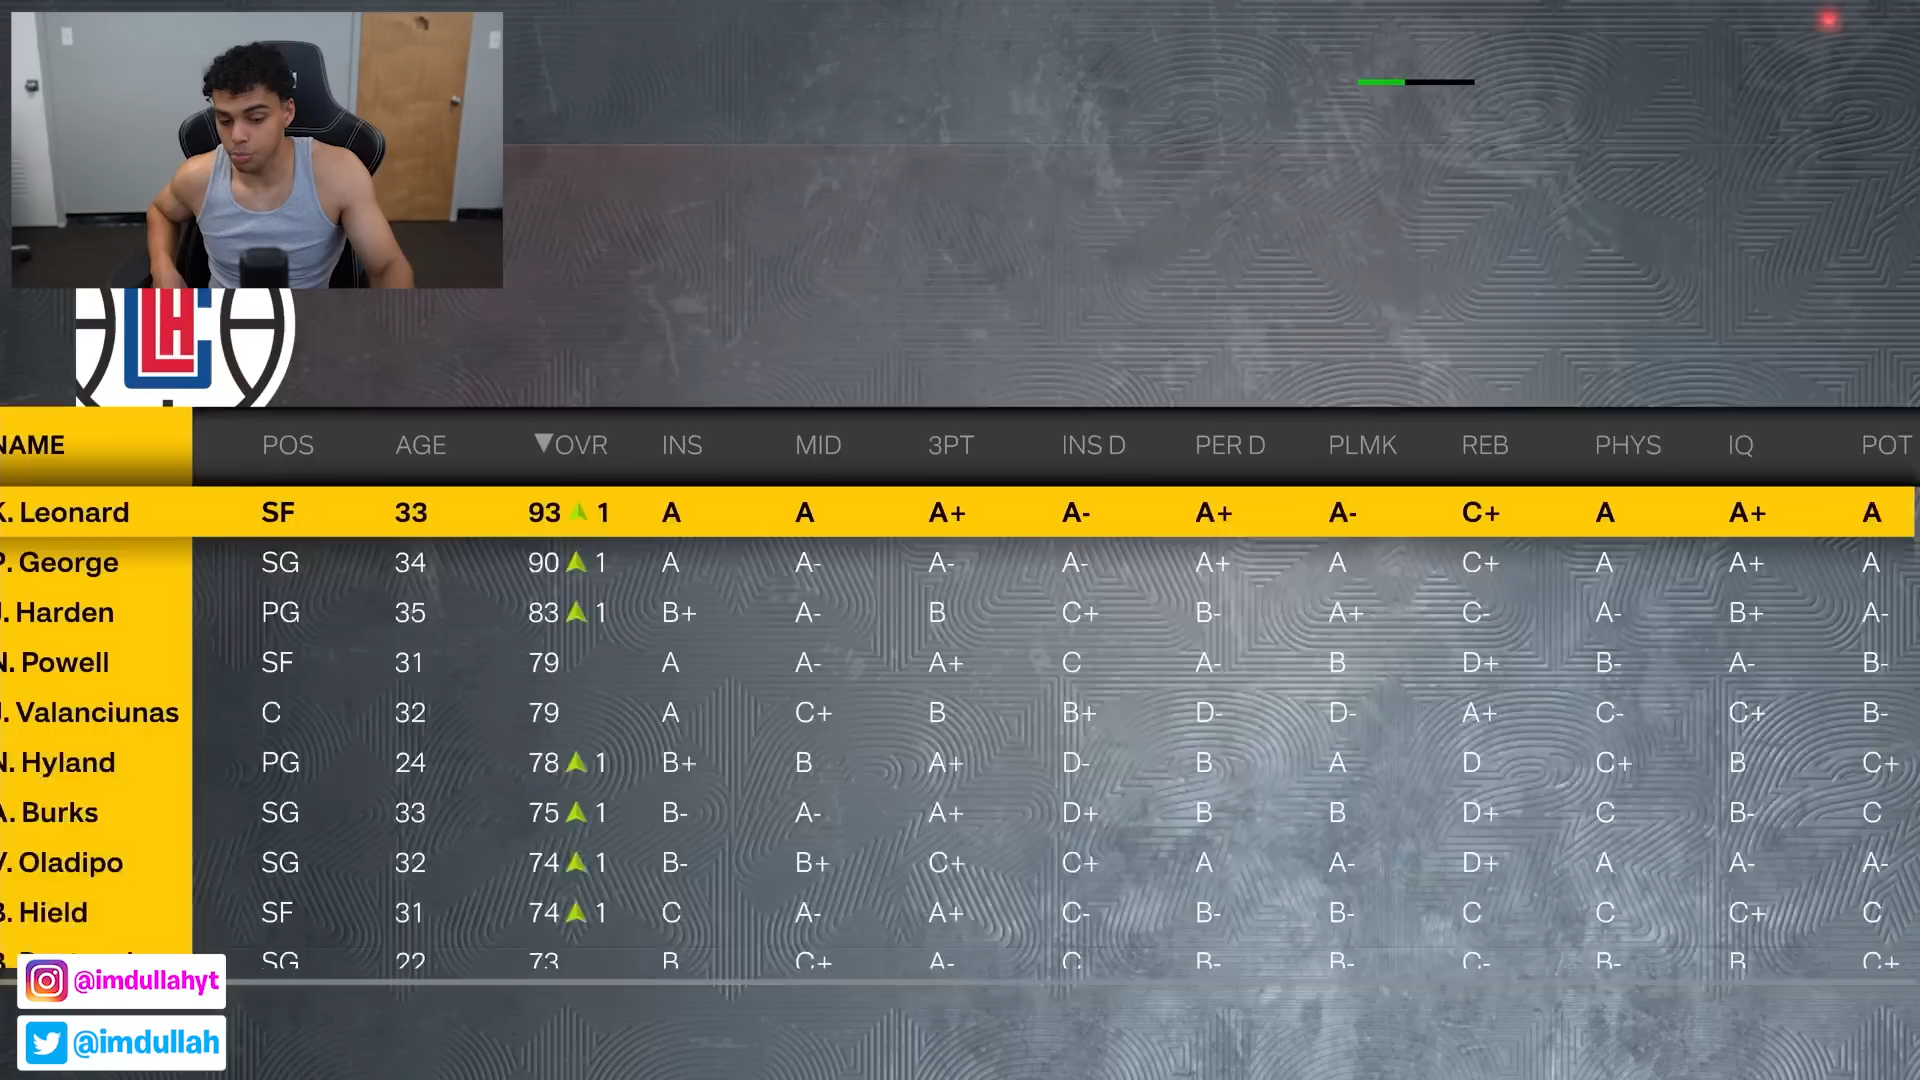 NAME POS AGE ▼OVR INS MID 3PT INS D PER D PLMK REB PHYS IQ POT
K. Leonard SF 33 93 1 A A A+ A- A+ A- C+ A A+ A
P. George SG 34 90 1 A A- A- A- A+ A C+ A A+ A
J. Harden PG 35 83 1 B+ A- B C+ B- A+ C- A- B+ A-
N. Powell SF 31 79 A A- A+ C A- B D+ B- A- B-
J. Valanciunas C 32 79 A C+ B B+ D- D- A+ C- C+ B-
N. Hyland PG 24 78 1 B+ B A+ D- B A D C+ B C+
A. Burks SG 33 75 1 B- A- A+ D+ B B D+ C B- C
V. Oladipo SG 32 74 1 B- B+ C+ C+ A A- D+ A A- A-
B. Hield SF 31 74 1 C A- A+ C- B- B- C C C+ C
SG 22 73 B C+ A- C B- B- C- B- B C+
@imdullahyt
@imdullah